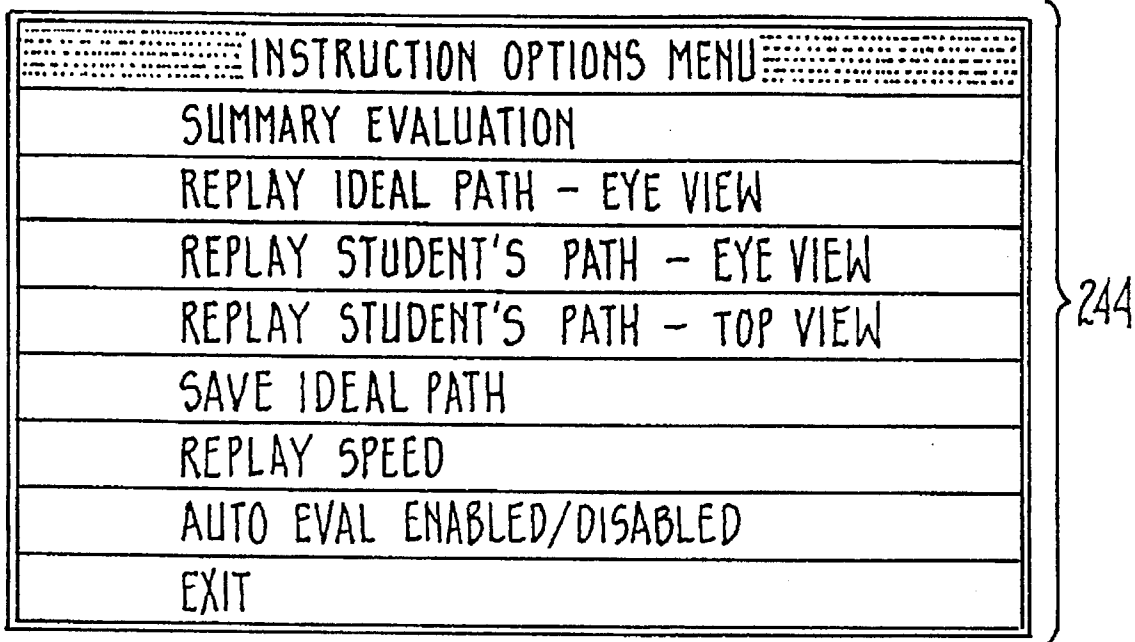 INSTRUCTION OPTIONS MENU
SUMMARY EVALUATION
REPLAY IDEAL PATH – EYE VIEW
REPLAY STUDENT'S PATH – EYE VIEW
REPLAY STUDENT'S PATH – TOP VIEW
SAVE IDEAL PATH
REPLAY SPEED
AUTO EVAL ENABLED/DISABLED
EXIT
244